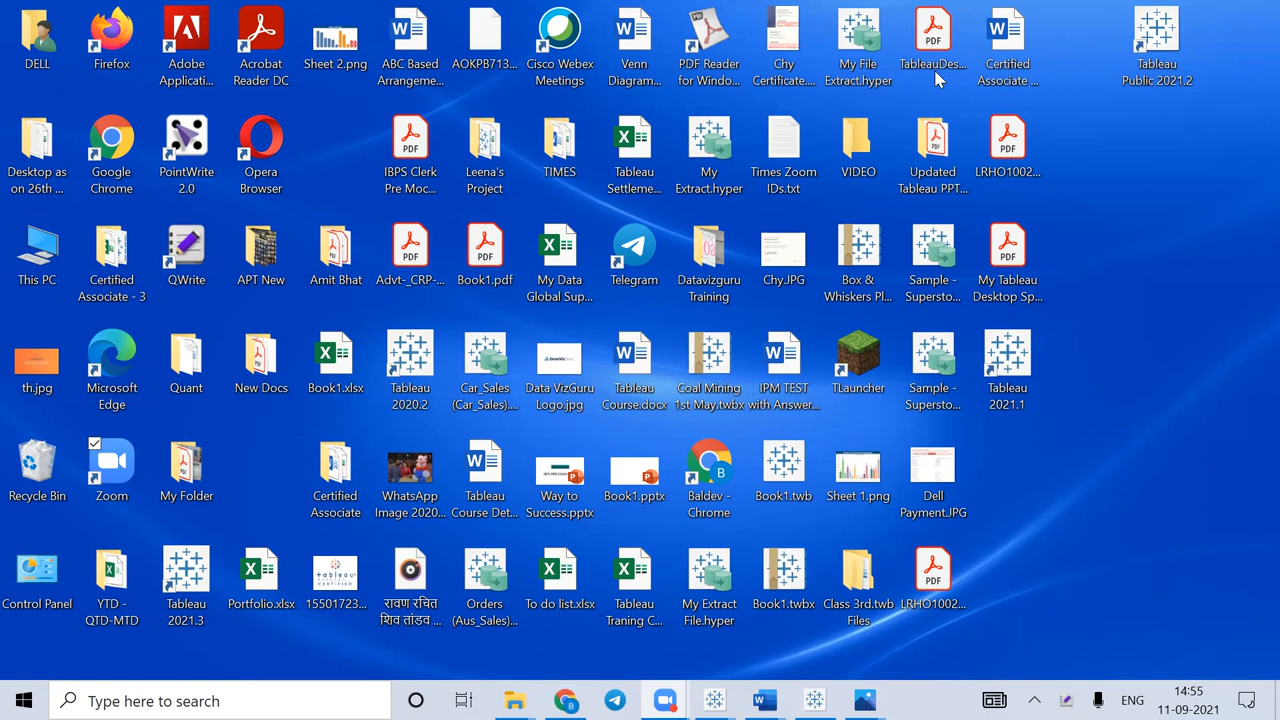 DELL
Firefox
Adobe
Applicati...
Acrobat
Reader DC
Sheet 2.png
ABC Based
Arrangeme...
AOKPB713...
Cisco Webex
Meetings
Venn
Diagram...
PDF Reader
for Windo...
Chy
Certificate....
My File
Extract.hyper
PDF
TableauDes...
Certified
Associate ...
Tableau
Public 2021.2
Desktop as
on 26th ...
Google
Chrome
PointWrite
2.0
Opera
Browser
PDF
IBPS Clerk
Pre Moc...
Leena's
Project
TIMES
Tableau
Settleme...
My
Extract.hyper
Times Zoom
IDs.txt
VIDEO
Updated
Tableau PPT...
PDF
LRHO1002...
This PC
Certified
Associate - 3
QWrite
APT New
Amit Bhat
PDF
Advt-_CRP-...
PDF
Book1.pdf
My Data
Global Sup...
Telegram
Datavizguru
Training
Chy.JPG
Box &
Whiskers Pl...
Sample -
Supersto...
PDF
My Tableau
Desktop Sp...
th.jpg
Microsoft
Edge
Quant
New Docs
Book1.xlsx
Tableau
2020.2
Car_Sales
(Car_Sales)....
Data VizGuru
Logo.jpg
Tableau
Course.docx
Coal Mining
1st May.twbx
IPM TEST
with Answer...
TLauncher
Sample -
Supersto...
Tableau
2021.1
Recycle Bin
Zoom
My Folder
Certified
Associate
WhatsApp
Image 2020...
Tableau
Course Det...
Way to
Success.pptx
Book1.pptx
B
Baldev -
Chrome
Book1.twb
Sheet 1.png
Dell
Payment.JPG
Control Panel
YTD -
QTD-MTD
Tableau
2021.3
Portfolio.xlsx
15501723...
रावण रचित
शिव तांडव ...
Orders
(Aus_Sales)...
To do list.xlsx
Tableau
Traning C...
My Extract
File.hyper
Book1.twbx
Class 3rd.twb
Files
PDF
LRHO1002...
Type here to search
ENG
14:55
11-09-2021